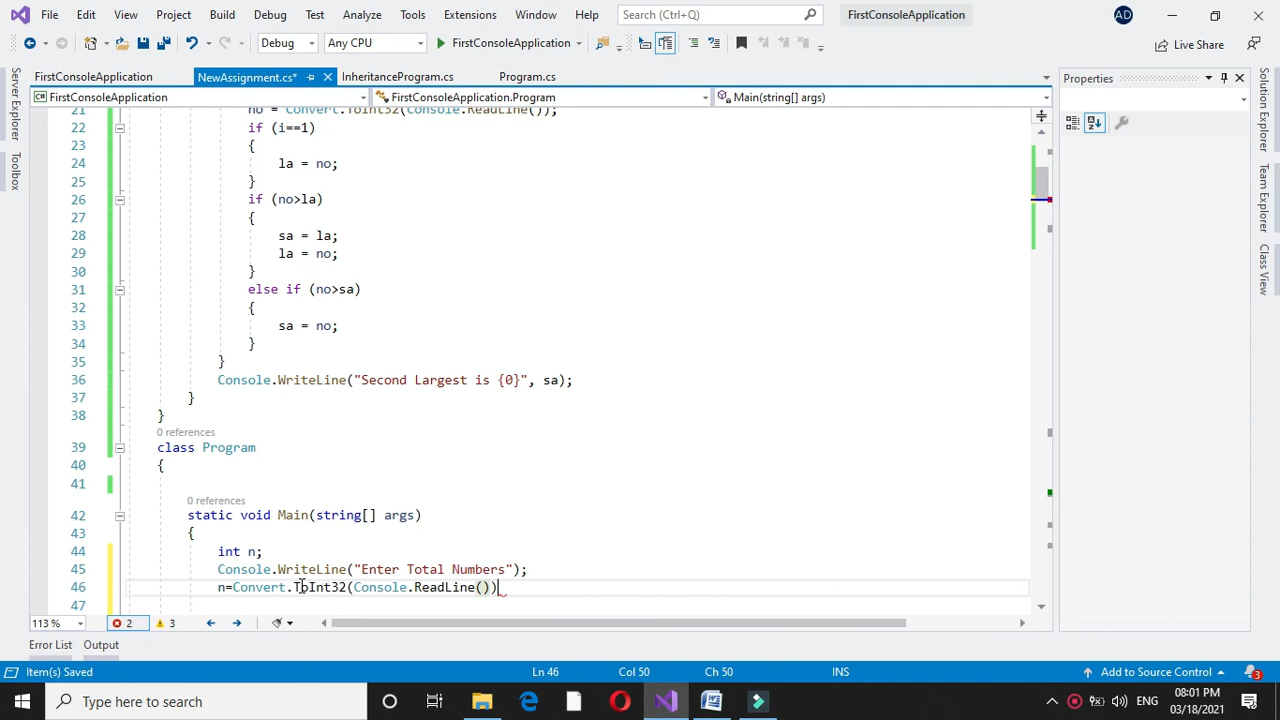 File Edit View Project Build Debug Test Analyze Tools Extensions Window Help Search (Ctrl+Q) FirstConsoleApplication AD
Debug Any CPU FirstConsoleApplication Live Share
FirstConsoleApplication NewAssignment.cs* InheritanceProgram.cs Program.cs Properties
FirstConsoleApplication FirstConsoleApplication.Program Main(string[] args)
Server Explorer
Toolbox
Solution Explorer
Team Explorer
Class View
21 no = Convert.ToInt32(Console.ReadLine());
22 if (i==1)
23 {
24 la = no;
25 }
26 if (no>la)
27 {
28 sa = la;
29 la = no;
30 }
31 else if (no>sa)
32 {
33 sa = no;
34 }
35 }
36 Console.WriteLine("Second Largest is {0}", sa);
37 }
38 }
0 references
39 class Program
40 {
41
0 references
42 static void Main(string[] args)
43 {
44 int n;
45 Console.WriteLine("Enter Total Numbers");
46 n=Convert.ToInt32(Console.ReadLine())
47
113 % 2 3
Error List Output
Item(s) Saved Ln 46 Col 50 Ch 50 INS Add to Source Control 3
Type here to search ENG 08:01 PM 03/18/2021